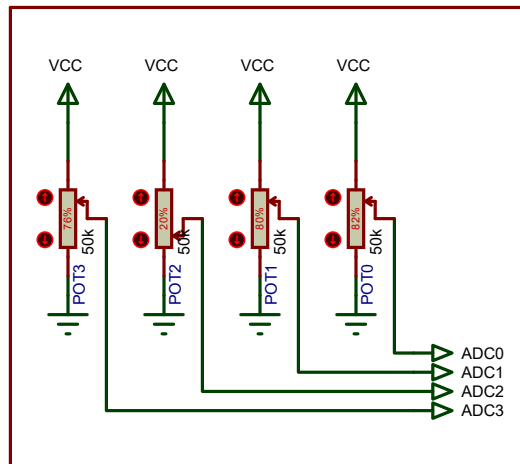 VCC VCC VCC VCC
76% 20% 80% 82%
50k 50k 50k 50k
POT3 POT2 POT1 POT0
ADC0
ADC1
ADC2
ADC3